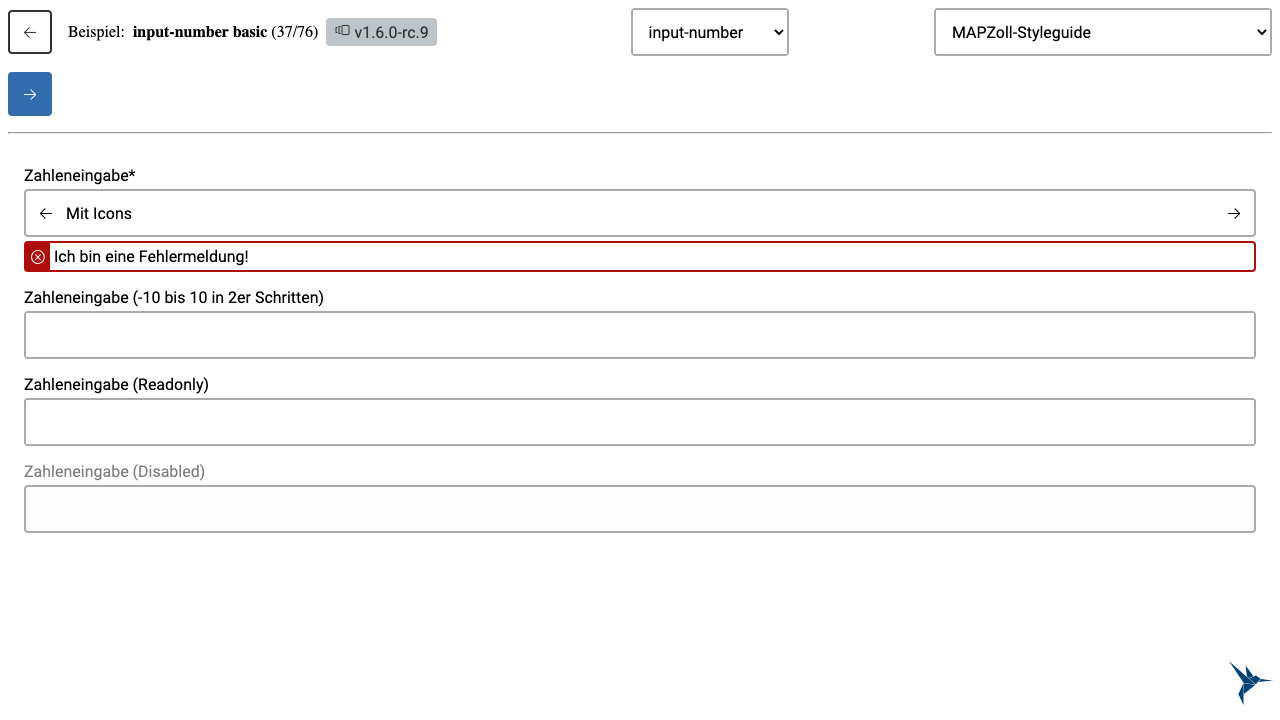 Beispiel: input-number basic (37/76) v1.6.0-rc.9 input-number MAPZoll-Styleguide
Zahleneingabe*
Mit Icons
Ich bin eine Fehlermeldung!
Zahleneingabe (-10 bis 10 in 2er Schritten)
Zahleneingabe (Readonly)
Zahleneingabe (Disabled)